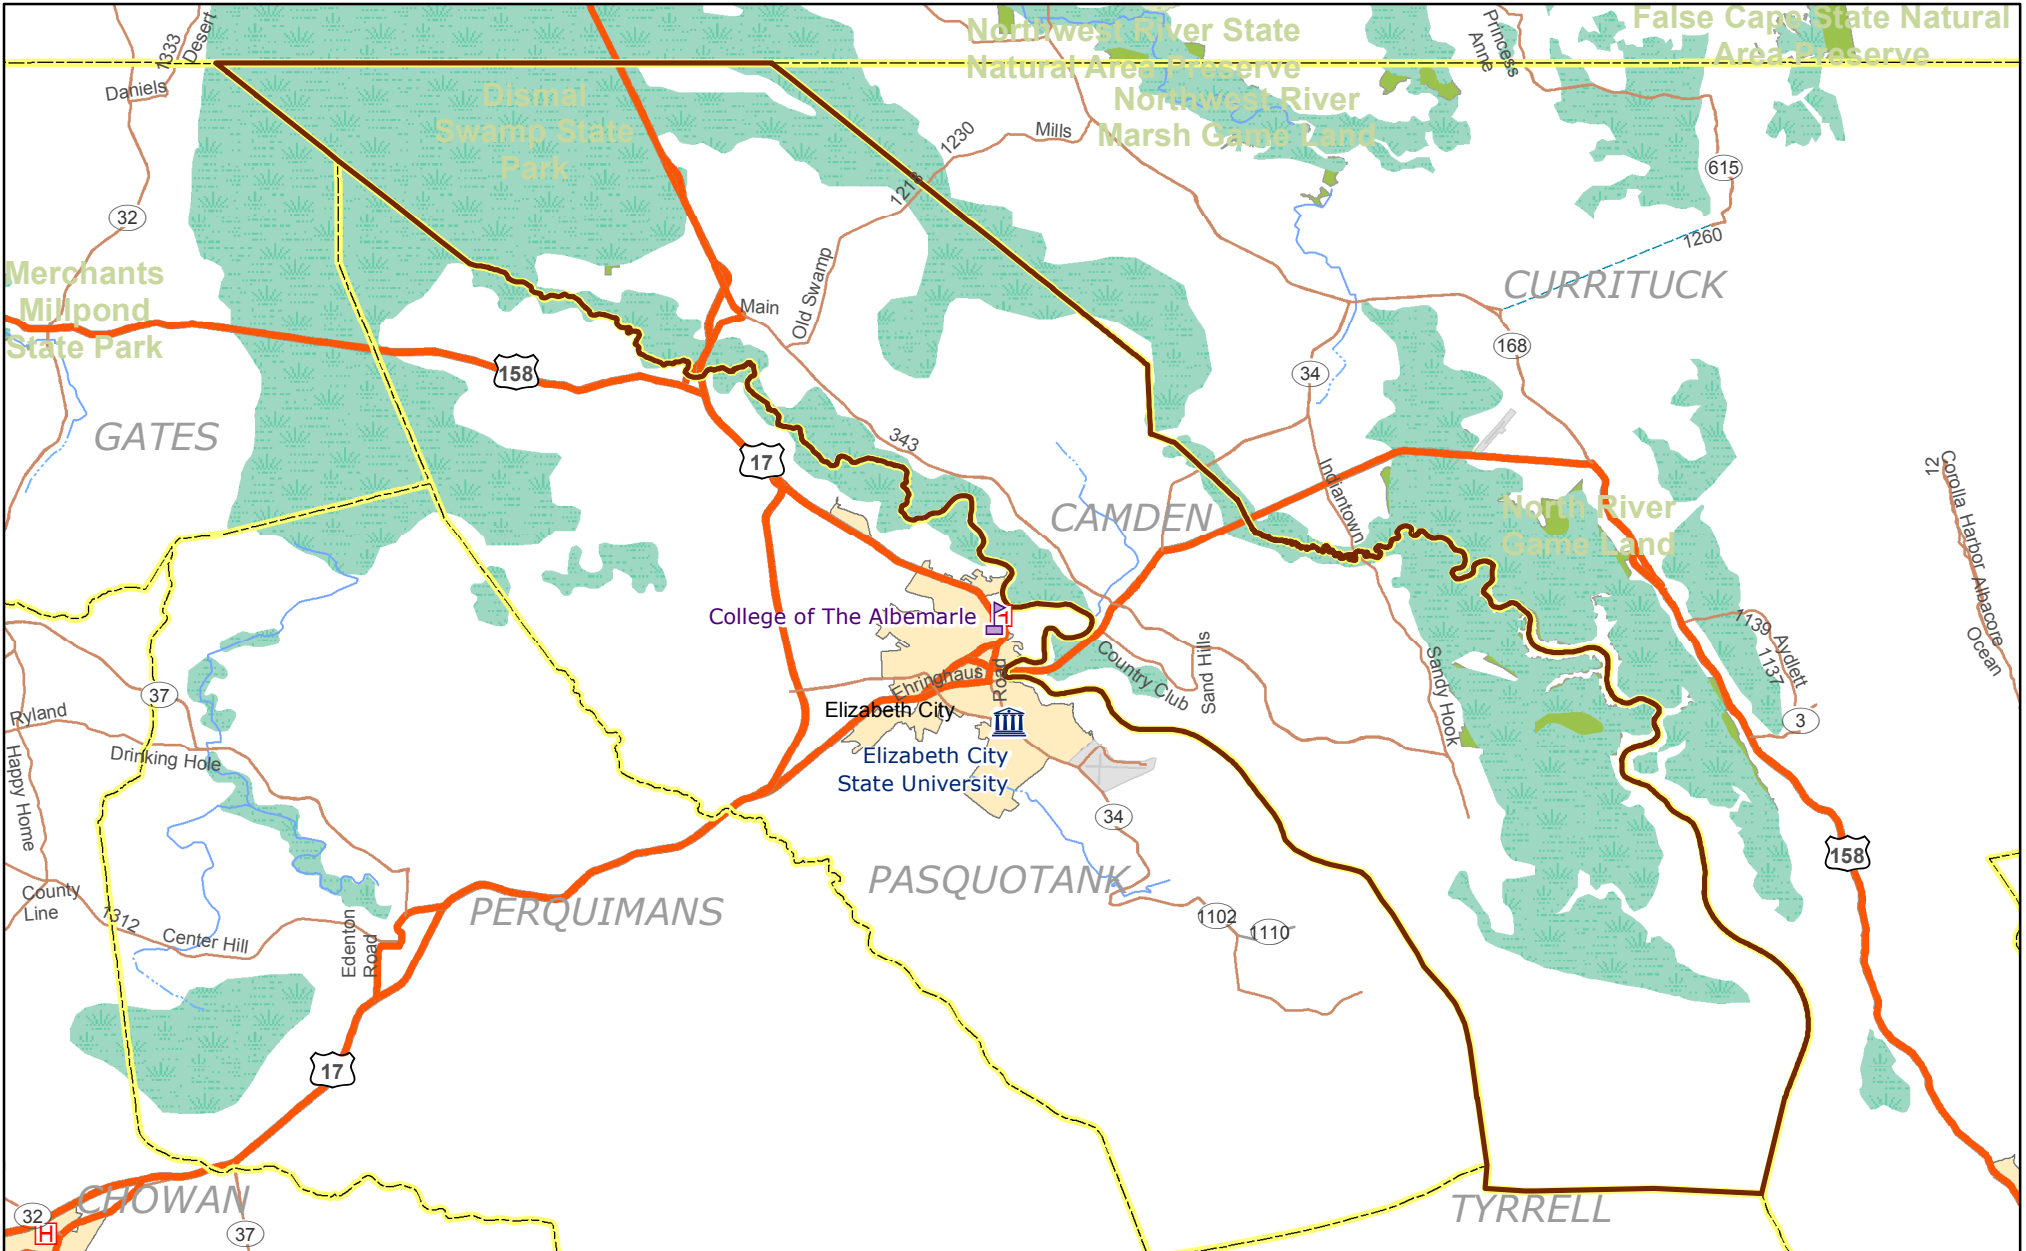 Northwest River State
Natural Area Preserve
False Cape State Natural
Area Preserve
Princess
Anne
1333
Desert
Daniels
Dismal
Swamp State
Park
Northwest River
Marsh Game Land
1230
Mills
1218
615
32
1260
Merchants
Millpond
State Park
CURRITUCK
Main
Old Swamp
158
168
34
GATES
343
17
12
Corolla Harbor Albacore
Ocean
Indiantown
CAMDEN
North River
Game Land
College of The Albemarle
H
1139
Aydlett
1137
Country Club
Sand Hills
Sandy Hook
Ehringhaus
Road
37
Ryland
Elizabeth City
3
Happy Home
Drinking Hole
Elizabeth City
State University
34
158
PASQUOTANK
County
Line
1312
Center Hill
Edenton
Road
PERQUIMANS
1102
1110
17
CHOWAN
TYRRELL
32
H
37